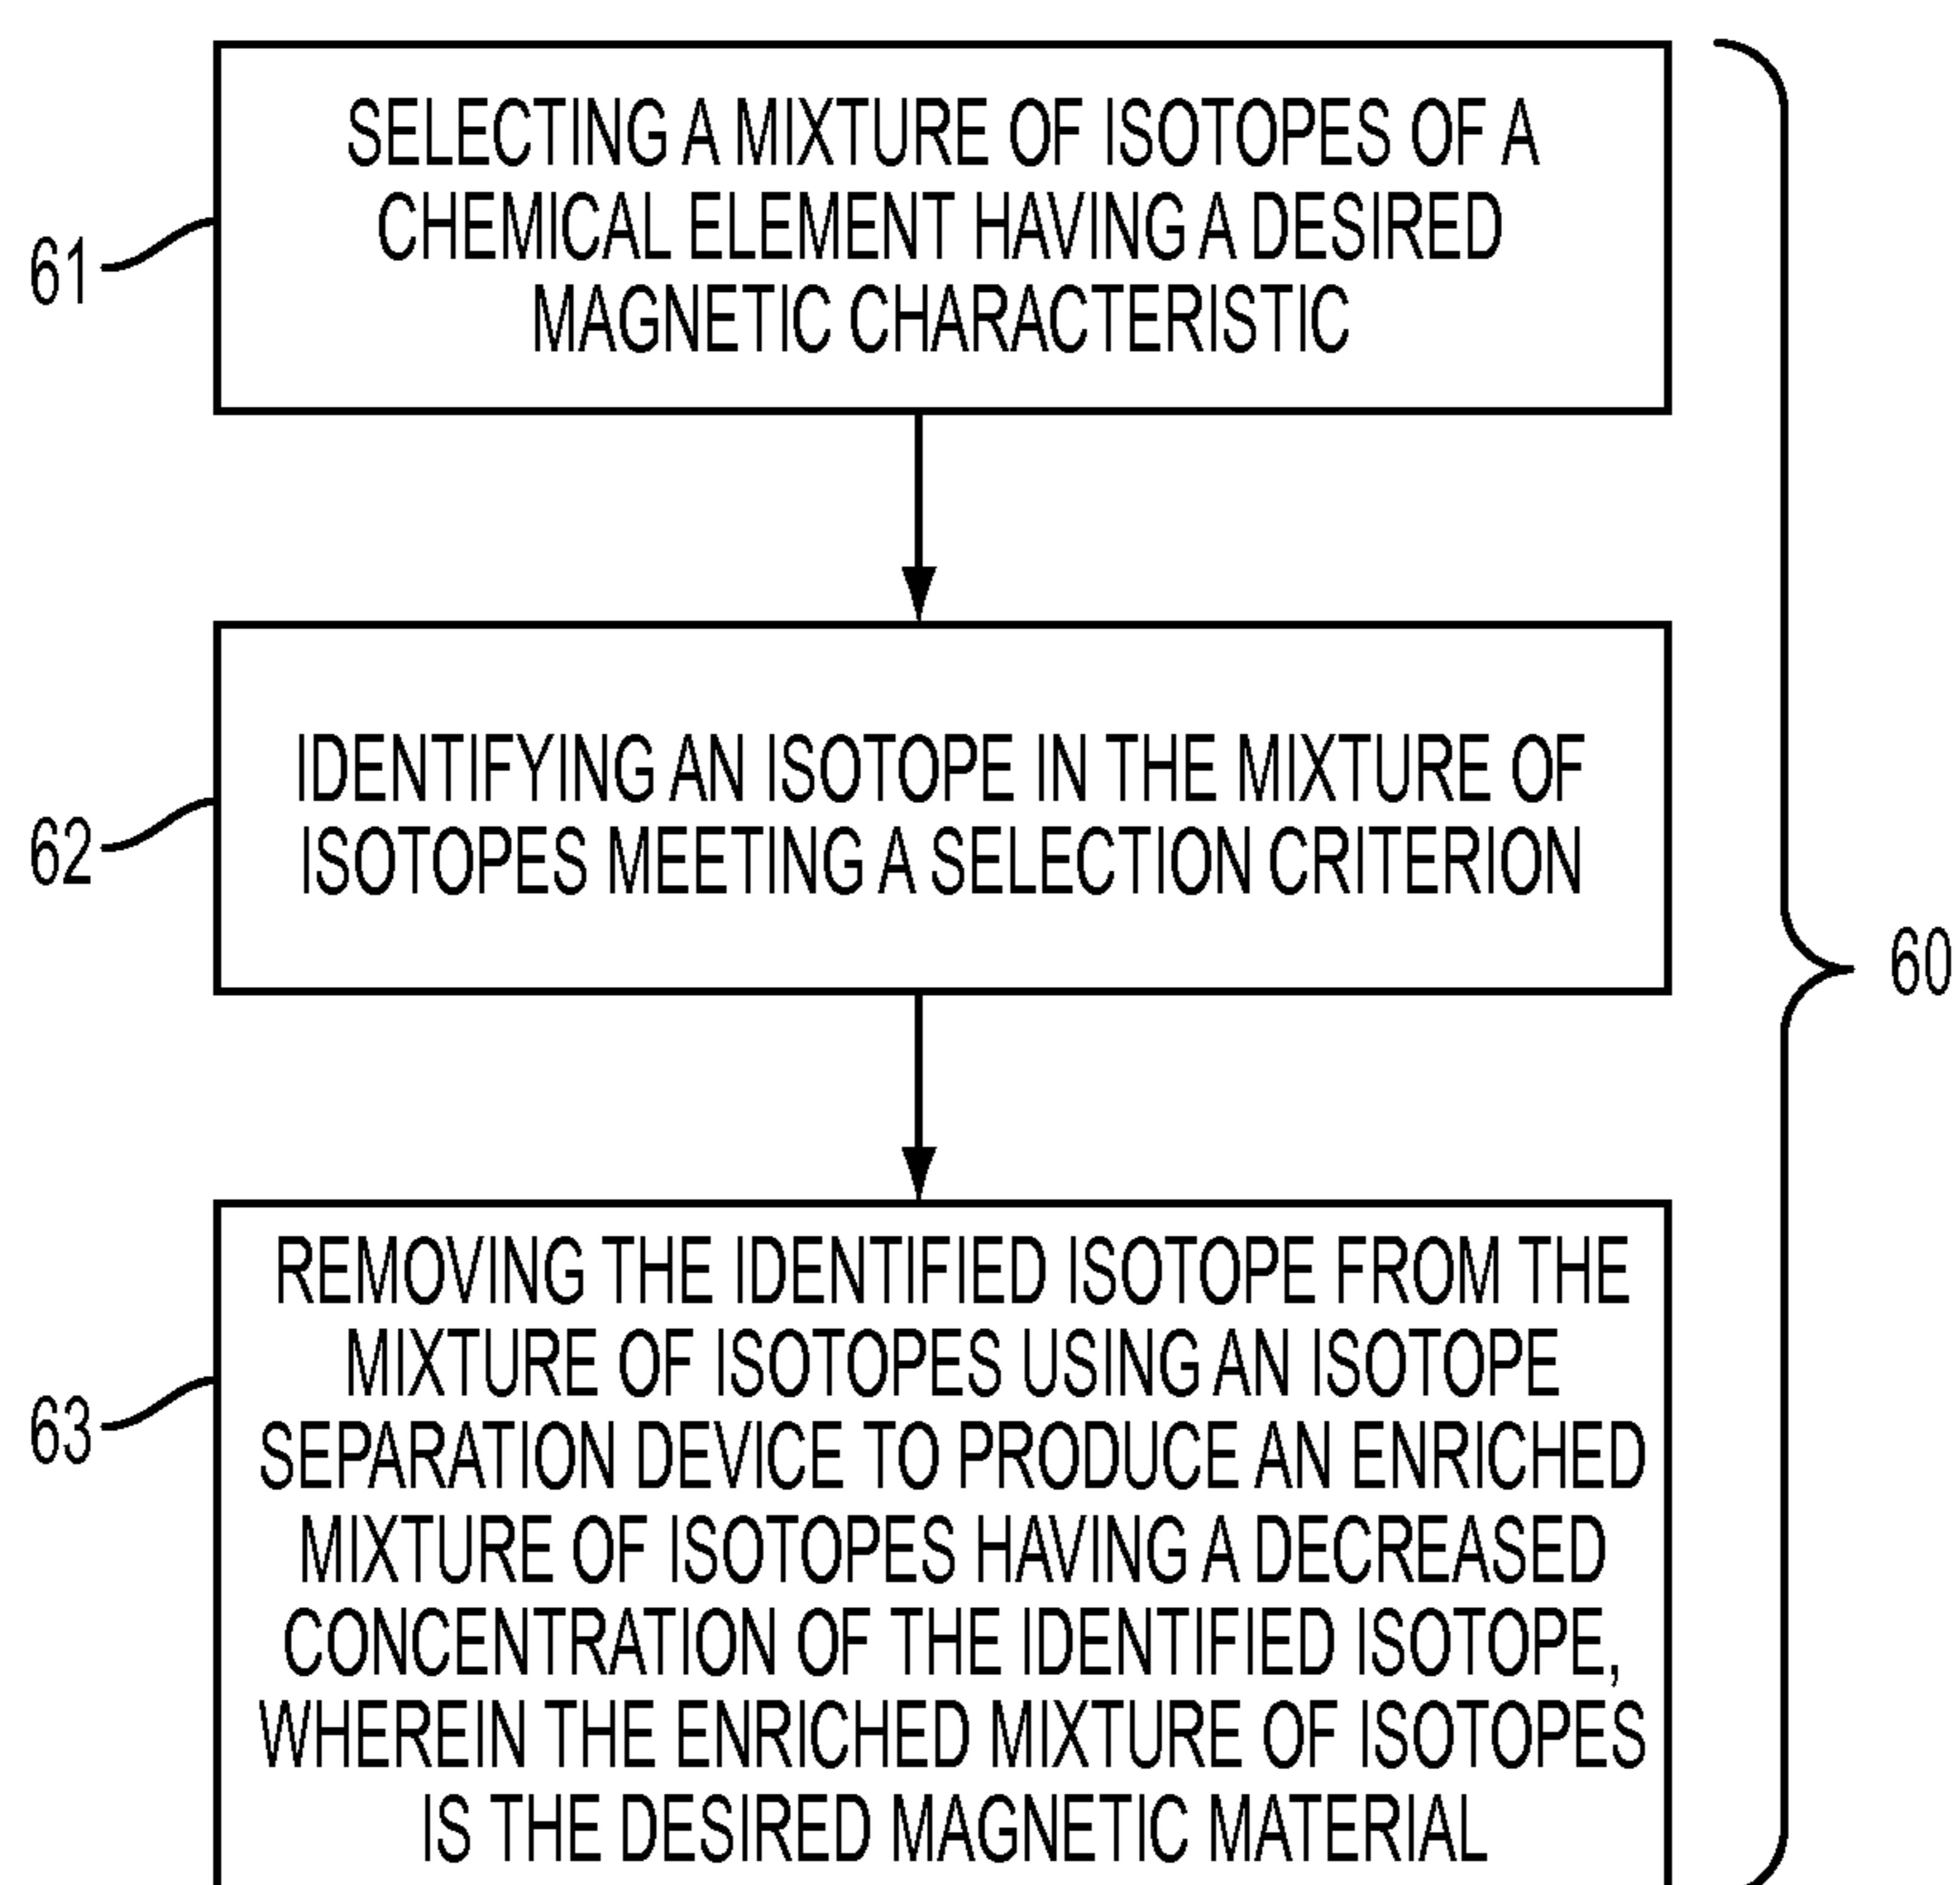 SELECTING A MIXTURE OF ISOTOPES OF A
CHEMICAL ELEMENT HAVING A DESIRED
MAGNETIC CHARACTERISTIC
61
IDENTIFYING AN ISOTOPE IN THE MIXTURE OF
ISOTOPES MEETING A SELECTION CRITERION
62
60
REMOVING THE IDENTIFIED ISOTOPE FROM THE
MIXTURE OF ISOTOPES USING AN ISOTOPE
SEPARATION DEVICE TO PRODUCE AN ENRICHED
MIXTURE OF ISOTOPES HAVING A DECREASED
CONCENTRATION OF THE IDENTIFIED ISOTOPE,
WHEREIN THE ENRICHED MIXTURE OF ISOTOPES
IS THE DESIRED MAGNETIC MATERIAL
63